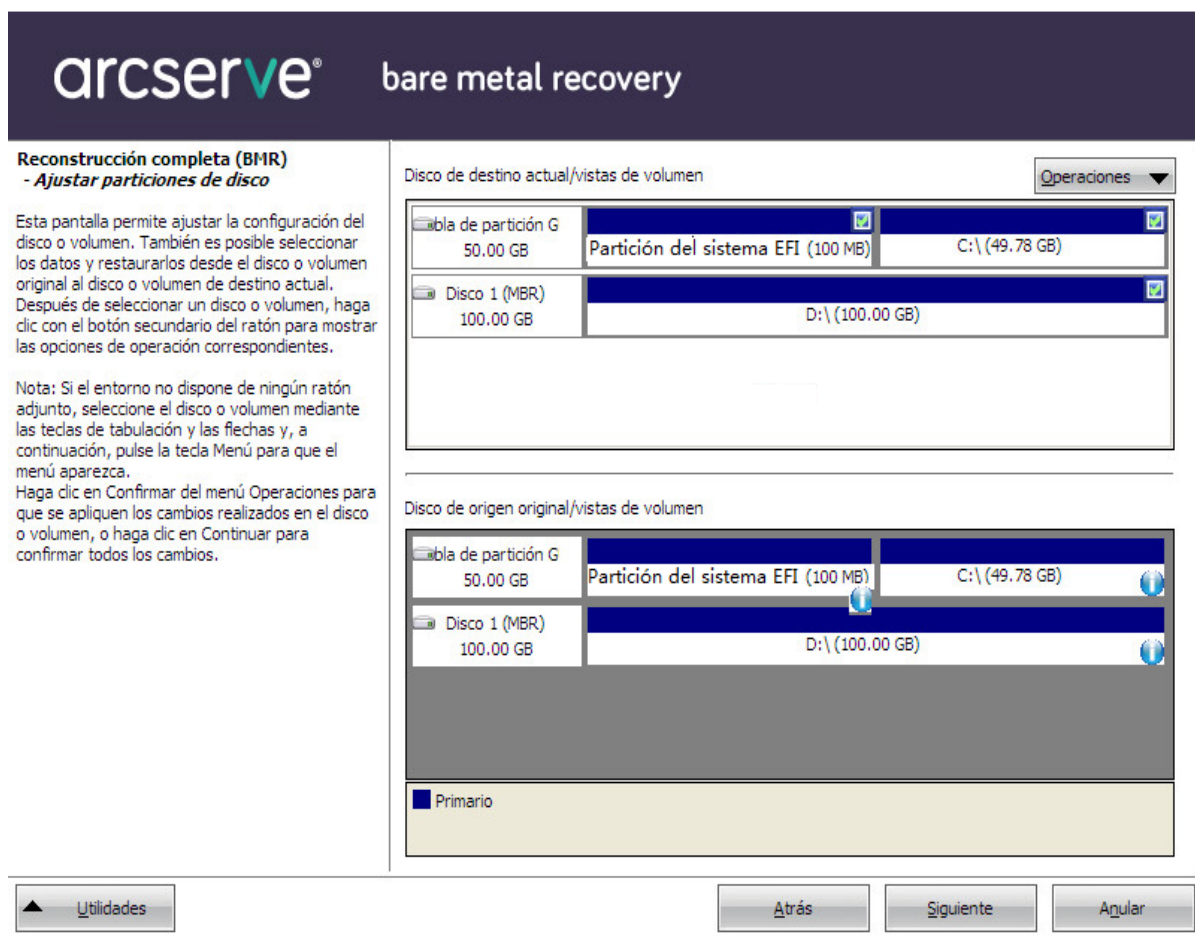 arcserve® bare metal recovery
Reconstrucción completa (BMR)
- Ajustar particiones de disco
Esta pantalla permite ajustar la configuración del
disco o volumen. También es posible seleccionar
los datos y restaurarlos desde el disco o volumen
original al disco o volumen de destino actual.
Después de seleccionar un disco o volumen, haga
clic con el botón secundario del ratón para mostrar
las opciones de operación correspondientes.
Nota: Si el entorno no dispone de ningún ratón
adjunto, seleccione el disco o volumen mediante
las teclas de tabulación y las flechas y, a
continuación, pulse la tecla Menú para que el
menú aparezca.
Haga clic en Confirmar del menú Operaciones para
que se apliquen los cambios realizados en el disco
o volumen, o haga clic en Continuar para
confirmar todos los cambios.
Disco de destino actual/vistas de volumen
Operaciones
bla de partición G
50.00 GB
Partición del sistema EFI (100 MB)
C:\ (49.78 GB)
Disco 1 (MBR)
100.00 GB
D:\ (100.00 GB)
Disco de origen original/vistas de volumen
bla de partición G
50.00 GB
Partición del sistema EFI (100 MB)
C:\ (49.78 GB)
Disco 1 (MBR)
100.00 GB
D:\ (100.00 GB)
Primario
Utilidades
Atrás
Siguiente
Anular